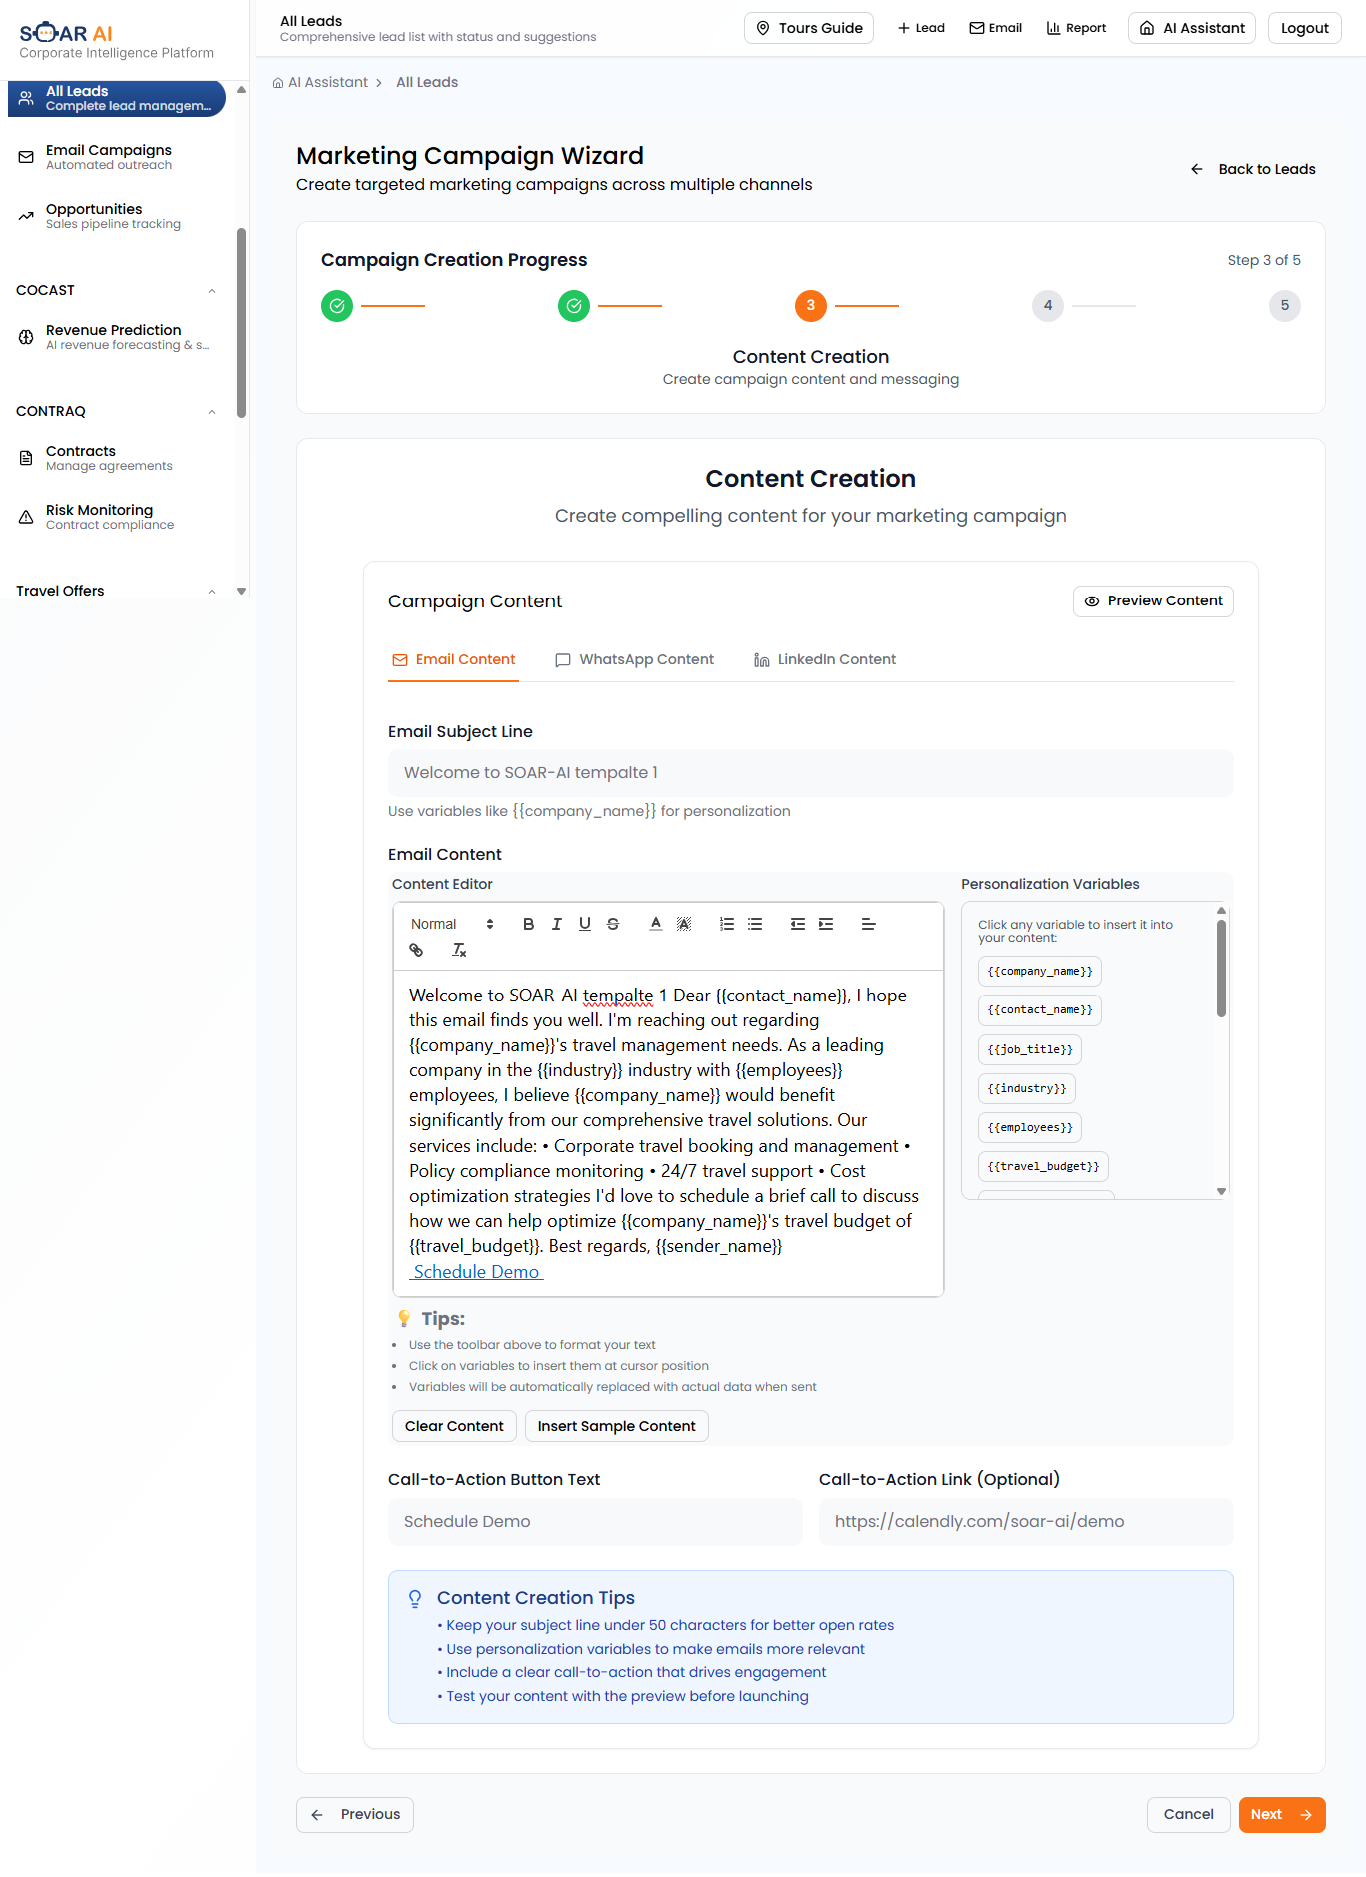 SOAR AI
Corporate Intelligence Platform
All Leads
Complete lead managem...
Email Campaigns
Automated outreach
Opportunities
Sales pipeline tracking
COCAST
Revenue Prediction
AI revenue forecasting & s...
CONTRAQ
Contracts
Manage agreements
Risk Monitoring
Contract compliance
Travel Offers
All Leads
Comprehensive lead list with status and suggestions
Tours Guide
Lead
Email
Report
AI Assistant
Logout
AI Assistant > All Leads
Marketing Campaign Wizard
Create targeted marketing campaigns across multiple channels
Back to Leads
Campaign Creation Progress
Step 3 of 5
3
4
5
Content Creation
Create campaign content and messaging
Content Creation
Create compelling content for your marketing campaign
Campaign Content
Preview Content
Email Content
WhatsApp Content
LinkedIn Content
Email Subject Line
Welcome to SOAR-AI tempalte 1
Use variables like {{company_name}} for personalization
Email Content
Content Editor
Normal
Welcome to SOAR AI tempalte 1 Dear {{contact_name}}, I hope
this email finds you well. I'm reaching out regarding
{{company_name}}'s travel management needs. As a leading
company in the {{industry}} industry with {{employees}}
employees, I believe {{company_name}} would benefit
significantly from our comprehensive travel solutions. Our
services include: • Corporate travel booking and management •
Policy compliance monitoring • 24/7 travel support • Cost
optimization strategies I'd love to schedule a brief call to discuss
how we can help optimize {{company_name}}'s travel budget of
{{travel_budget}}. Best regards, {{sender_name}}
Schedule Demo
Personalization Variables
Click any variable to insert it into
your content:
{{company_name}}
{{contact_name}}
{{job_title}}
{{industry}}
{{employees}}
{{travel_budget}}
Tips:
• Use the toolbar above to format your text
• Click on variables to insert them at cursor position
• Variables will be automatically replaced with actual data when sent
Clear Content
Insert Sample Content
Call-to-Action Button Text
Schedule Demo
Call-to-Action Link (Optional)
https://calendly.com/soar-ai/demo
Content Creation Tips
• Keep your subject line under 50 characters for better open rates
• Use personalization variables to make emails more relevant
• Include a clear call-to-action that drives engagement
• Test your content with the preview before launching
Previous
Cancel
Next